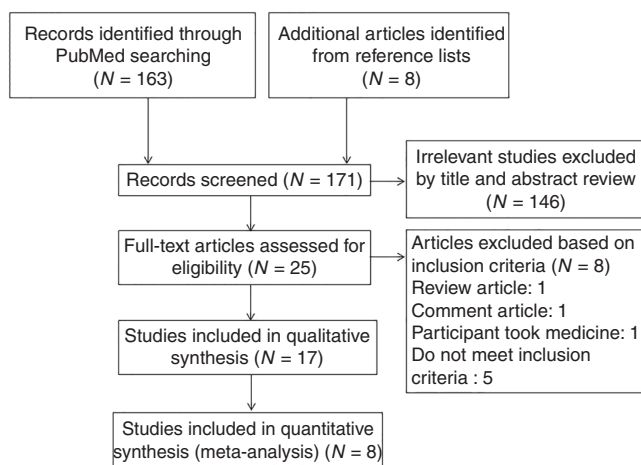 Records identified through
PubMed searching
(N = 163)
Additional articles identified
from reference lists
(N = 8)
Records screened (N = 171)
Irrelevant studies excluded
by title and abstract review
(N = 146)
Full-text articles assessed for
eligibility (N = 25)
Articles excluded based on
inclusion criteria (N = 8)
Review article: 1
Comment article: 1
Participant took medicine: 1
Do not meet inclusion
criteria : 5
Studies included in qualitative
synthesis (N = 17)
Studies included in quantitative
synthesis (meta-analysis) (N = 8)